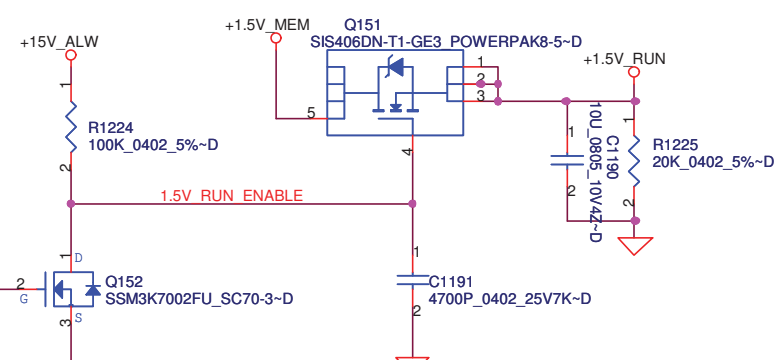 +15V_ALW
1
R1224
100K_0402_5%~D
2
+1.5V_MEM
Q151
SIS406DN-T1-GE3_POWERPAK8-5~D
5
1
2
3
4
+1.5V_RUN
1
C1190
10U_0805_10V4Z~D
2
1
R1225
20K_0402_5%~D
2
1.5V_RUN_ENABLE
1
D
Q152
SSM3K7002FU_SC70-3~D
2
G
S
3
1
C1191
4700P_0402_25V7K~D
2